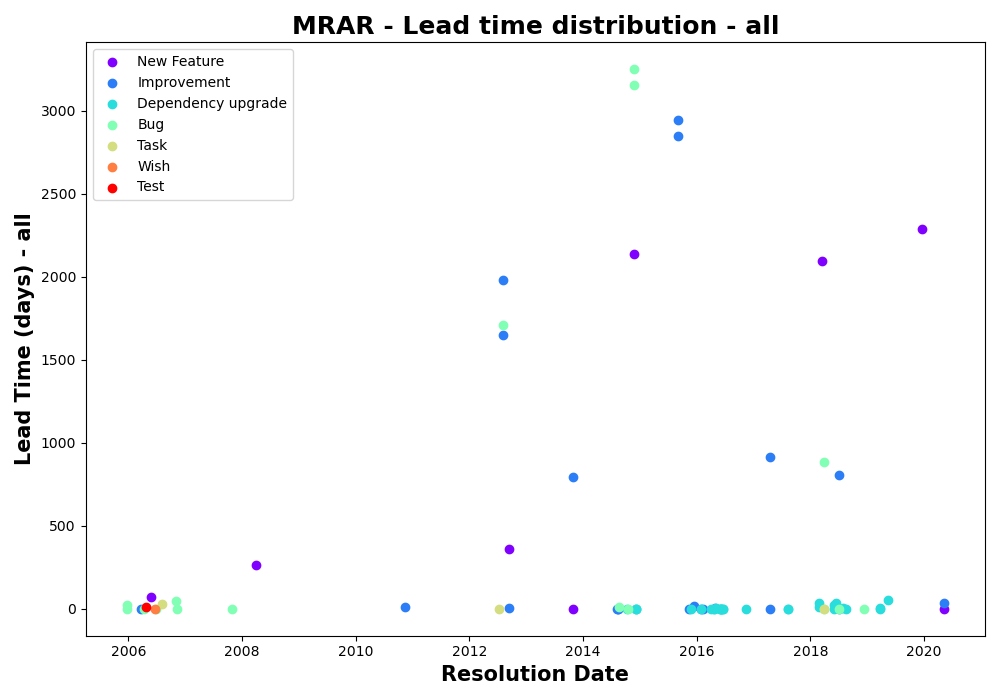 MRAR - Lead time distribution - all
New Feature
Improvement
Dependency upgrade
Bug
Task
Wish
Test
Lead Time (days) - all
3000
2500
2000
1500
1000
500
0
2006 2008 2010 2012 2014 2016 2018 2020
Resolution Date